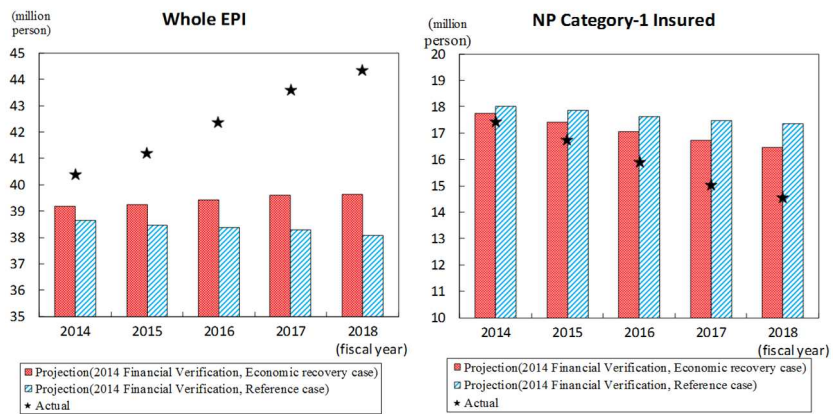 Whole EPI
(million
person)
45
44
43
42
41
40
39
38
37
36
35
2014 2015 2016 2017 2018
(fiscal year)
Projection(2014 Financial Verification, Economic recovery case)
Projection(2014 Financial Verification, Reference case)
Actual
NP Category-1 Insured
(million
person)
20
19
18
17
16
15
14
13
12
11
10
2014 2015 2016 2017 2018
(fiscal year)
Projection(2014 Financial Verification, Economic recovery case)
Projection(2014 Financial Verification, Reference case)
Actual